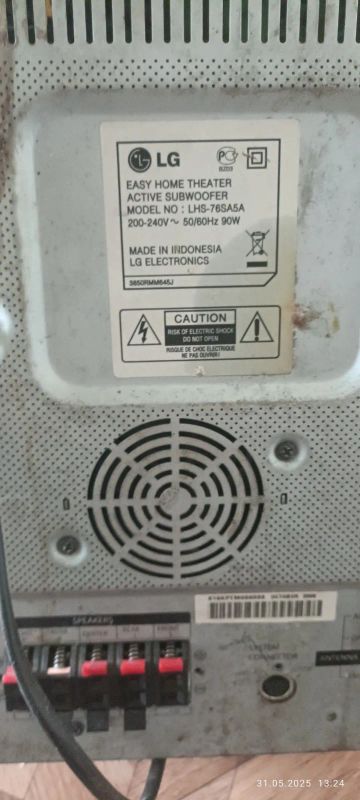 LG
EASY HOME THEATER
ACTIVE SUBWOOFER
MODEL NO : LHS-76SA5A
200-240V~ 50/60Hz 90W
MADE IN INDONESIA
LG ELECTRONICS
3850RMM645J
CAUTION
RISK OF ELECTRIC SHOCK
DO NOT OPEN
RISQUE DE CHOC ELECTRIQUE
NE PAS OUVRIR
SPEAKERS
CENTER
REAR
FRONT
SYSTEM
CONNECTOR
ANTENNA
31.05.2025 13:24